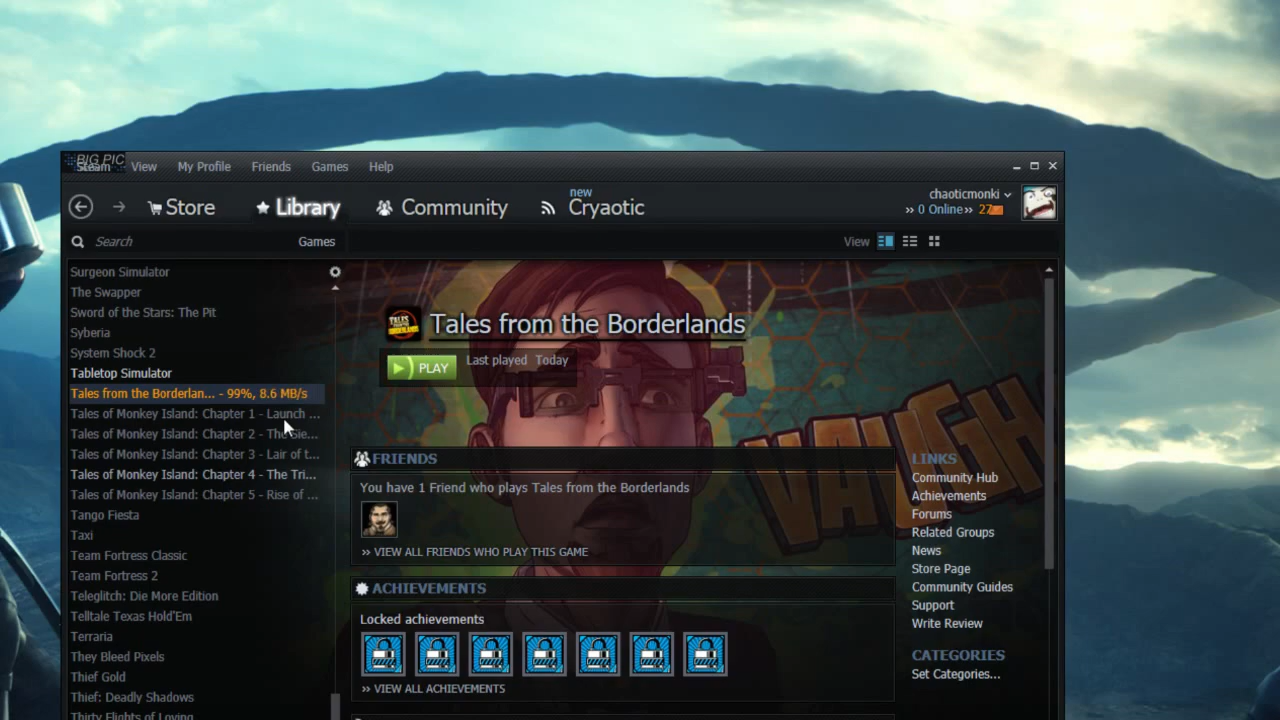 BIG PIC
Steam View My Profile Friends Games Help
Store Library Community new Cryaotic
chaoticmonki
» 0 Online» 27
Search Games View
Surgeon Simulator
The Swapper
Sword of the Stars: The Pit
Syberia
System Shock 2
Tabletop Simulator
Tales from the Borderlan... - 99%, 8.6 MB/s
Tales of Monkey Island: Chapter 1 - Launch ...
Tales of Monkey Island: Chapter 2 - The Sie...
Tales of Monkey Island: Chapter 3 - Lair of t...
Tales of Monkey Island: Chapter 4 - The Tri...
Tales of Monkey Island: Chapter 5 - Rise of ...
Tango Fiesta
Taxi
Team Fortress Classic
Team Fortress 2
Teleglitch: Die More Edition
Telltale Texas Hold'Em
Terraria
They Bleed Pixels
Thief Gold
Thief: Deadly Shadows
Thirty Flights of Loving
TALES FROM THE BORDERLANDS
Tales from the Borderlands
PLAY
Last played Today
VAUGH
FRIENDS
You have 1 Friend who plays Tales from the Borderlands
» VIEW ALL FRIENDS WHO PLAY THIS GAME
ACHIEVEMENTS
Locked achievements
» VIEW ALL ACHIEVEMENTS
LINKS
Community Hub
Achievements
Forums
Related Groups
News
Store Page
Community Guides
Support
Write Review
CATEGORIES
Set Categories...